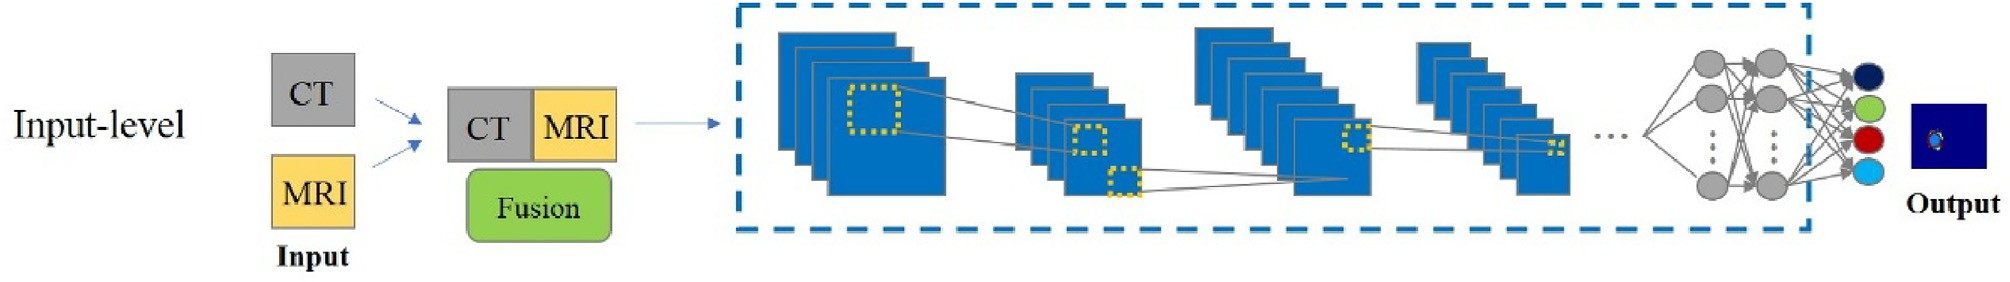 Input-level
CT
MRI
Input
CT MRI
Fusion
Output